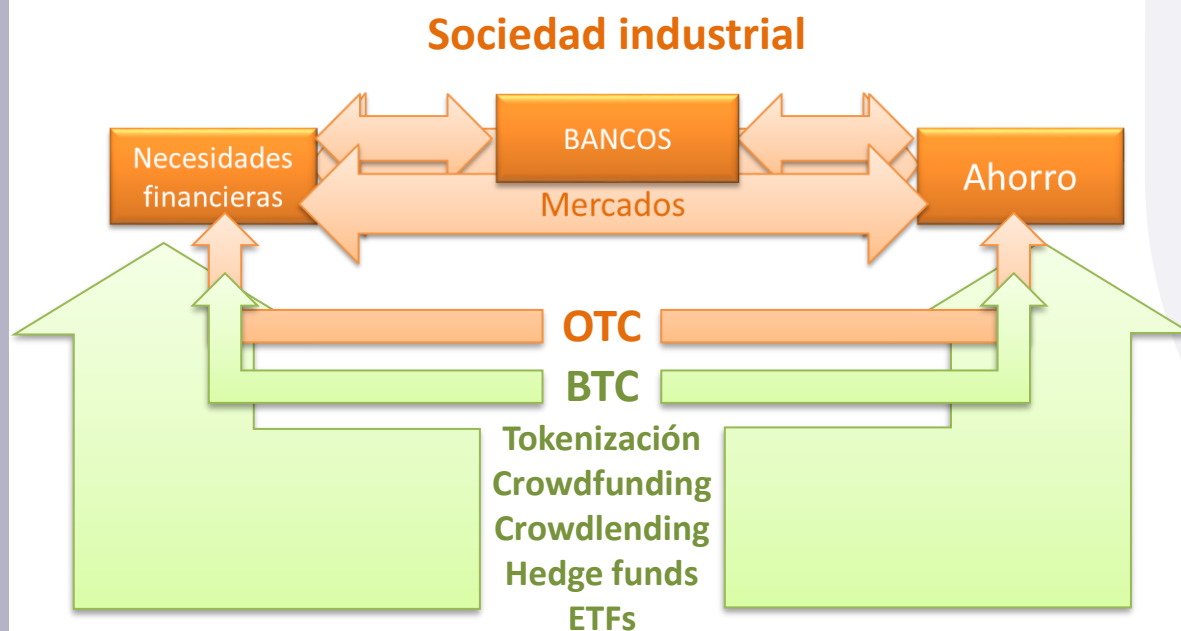 Sociedad industrial
Necesidades
financieras
BANCOS
Ahorro
Mercados
OTC
BTC
Tokenización
Crowdfunding
Crowdlending
Hedge funds
ETFs